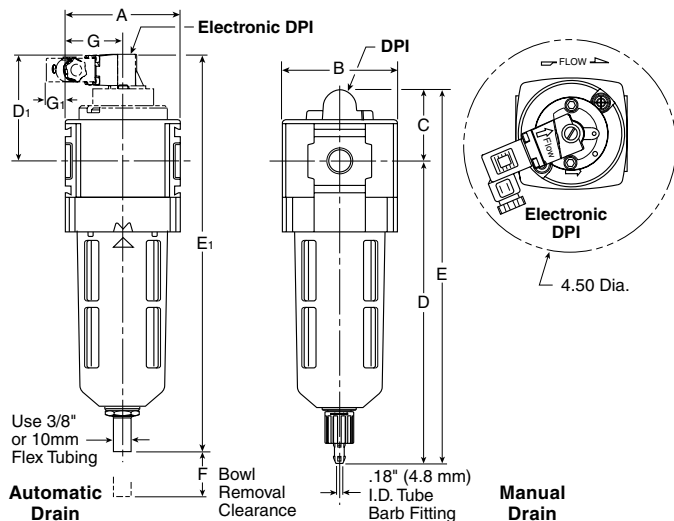 A
G
Electronic DPI
D1
G1
E1
Use 3/8"
or 10mm
Flex Tubing
F
Bowl
Removal
Clearance
Automatic
Drain
DPI
B
C
D
E
.18" (4.8 mm)
I.D. Tube
Barb Fitting
Manual
Drain
FLOW
Flow
Electronic
DPI
4.50 Dia.